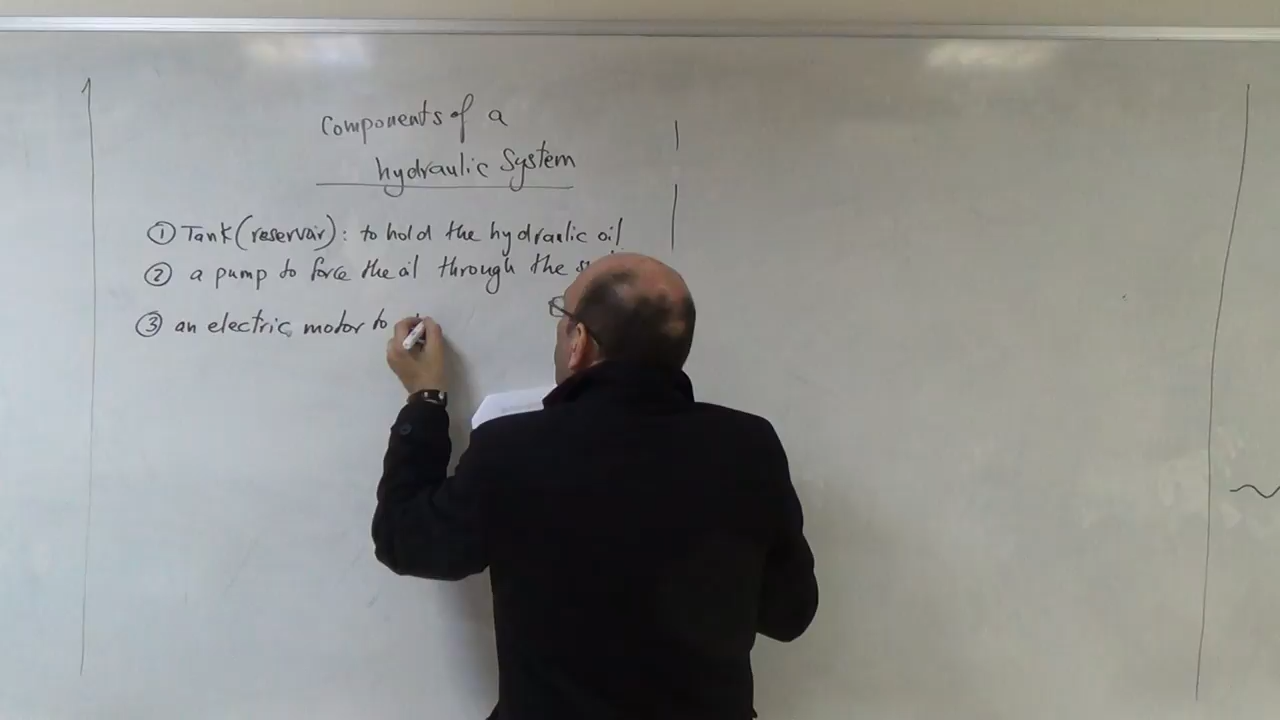 Components of a
hydraulic System
① Tank (reservoir): to hold the hydraulic oil
② a pump to force the oil through the
③ an electric motor to